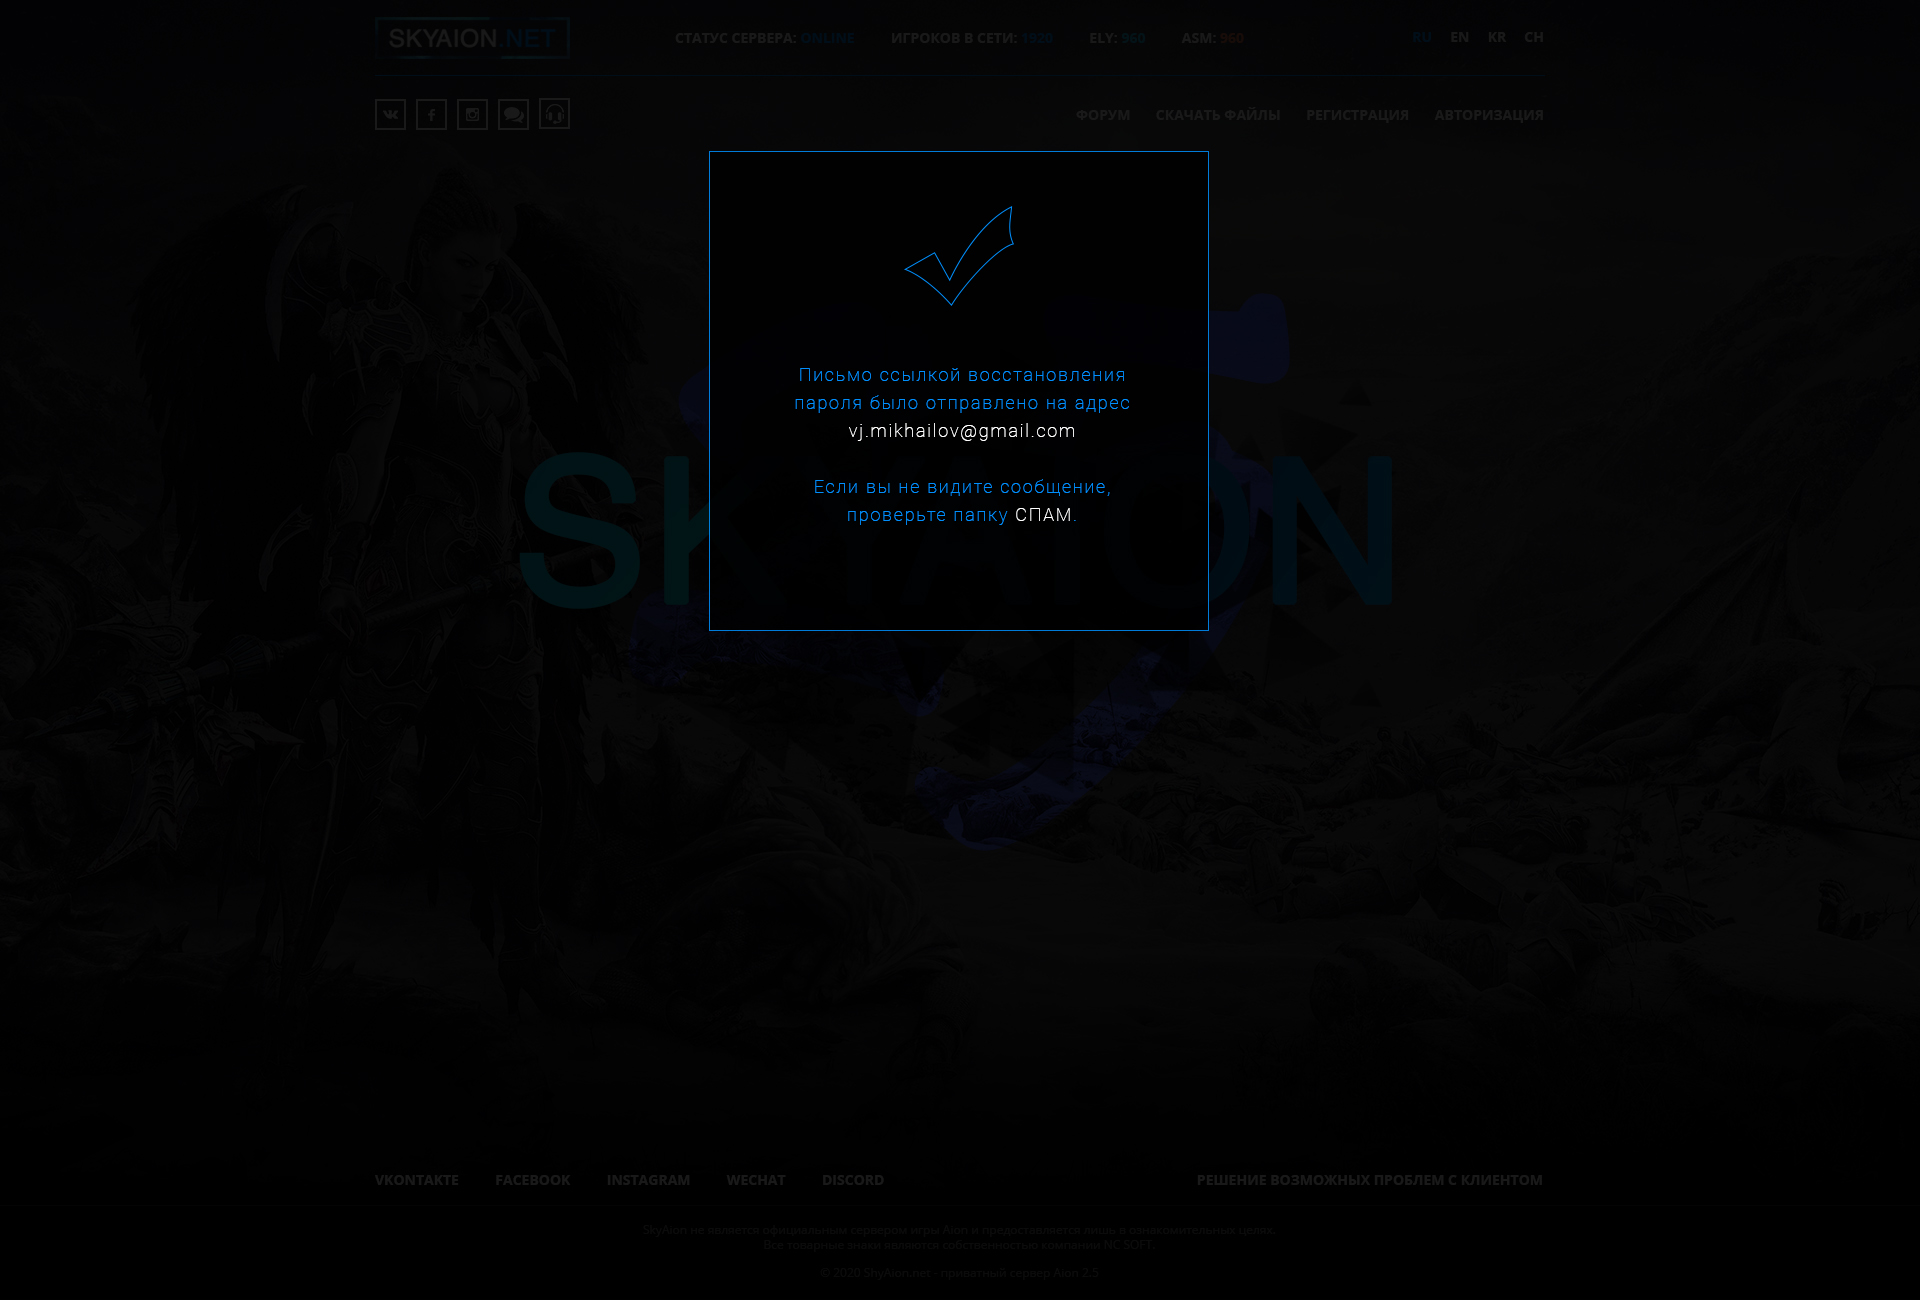 SKYAION.NET
СТАТУС СЕРВЕРА: ONLINE ИГРОКОВ В СЕТИ: 1920 ELY: 960 ASM: 960
RU EN KR CH
ФОРУМ СКАЧАТЬ ФАЙЛЫ РЕГИСТРАЦИЯ АВТОРИЗАЦИЯ
Письмо ссылкой восстановления
пароля было отправлено на адрес
vj.mikhailov@gmail.com
Если вы не видите сообщение,
проверьте папку СПАМ.
SKYAION
VKONTAKTE FACEBOOK INSTAGRAM WECHAT DISCORD
РЕШЕНИЕ ВОЗМОЖНЫХ ПРОБЛЕМ С КЛИЕНТОМ
SkyAion не является официальным сервером игры Aion и предоставляется лишь в ознакомительных целях.
Все товарные знаки являются собственностью компании NC SOFT
© 2020 ShyAion.net - приватный сервер Aion 2.5